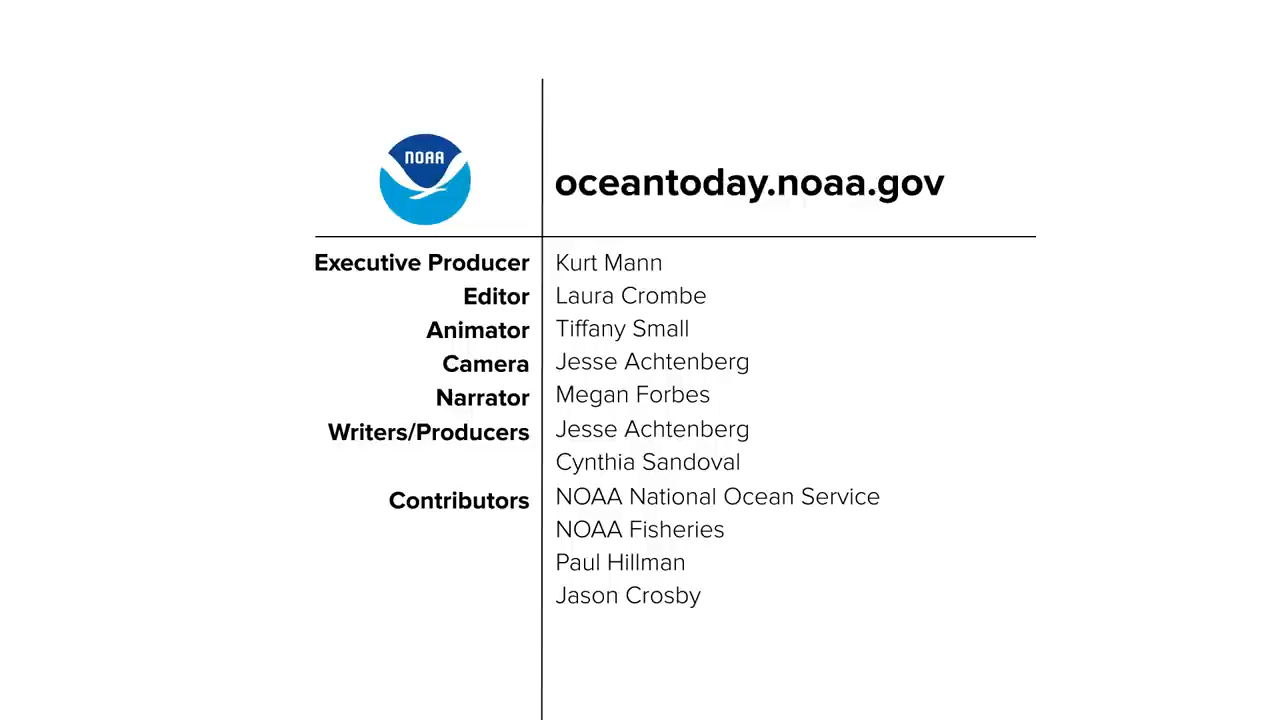 NOAA
oceantoday.noaa.gov
Executive Producer Kurt Mann
Editor Laura Crombe
Animator Tiffany Small
Camera Jesse Achtenberg
Narrator Megan Forbes
Writers/Producers Jesse Achtenberg
Cynthia Sandoval
Contributors NOAA National Ocean Service
NOAA Fisheries
Paul Hillman
Jason Crosby